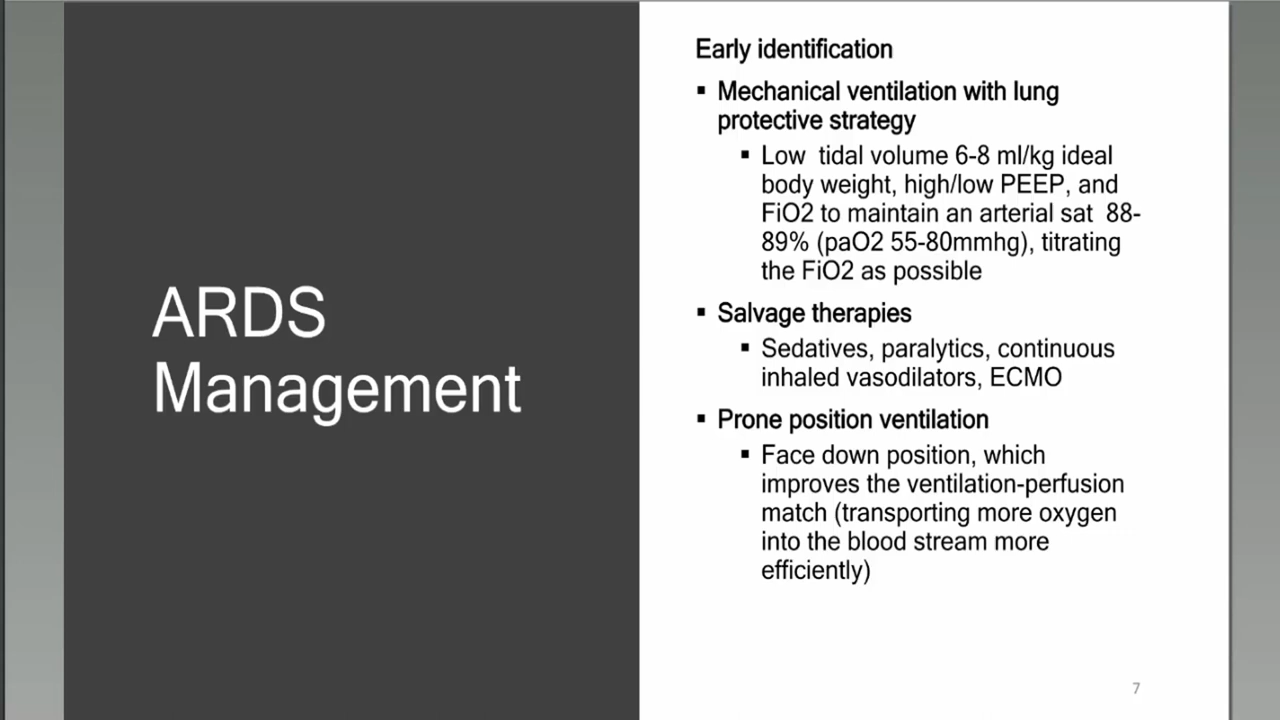 ARDS
Management
Early identification
▪ Mechanical ventilation with lung
protective strategy
▪ Low  tidal volume 6-8 ml/kg ideal
body weight, high/low PEEP, and
FiO2 to maintain an arterial sat  88-
89% (paO2 55-80mmhg), titrating
the FiO2 as possible
▪ Salvage therapies
▪ Sedatives, paralytics, continuous
inhaled vasodilators, ECMO
▪ Prone position ventilation
▪ Face down position, which
improves the ventilation-perfusion
match (transporting more oxygen
into the blood stream more
efficiently)
7